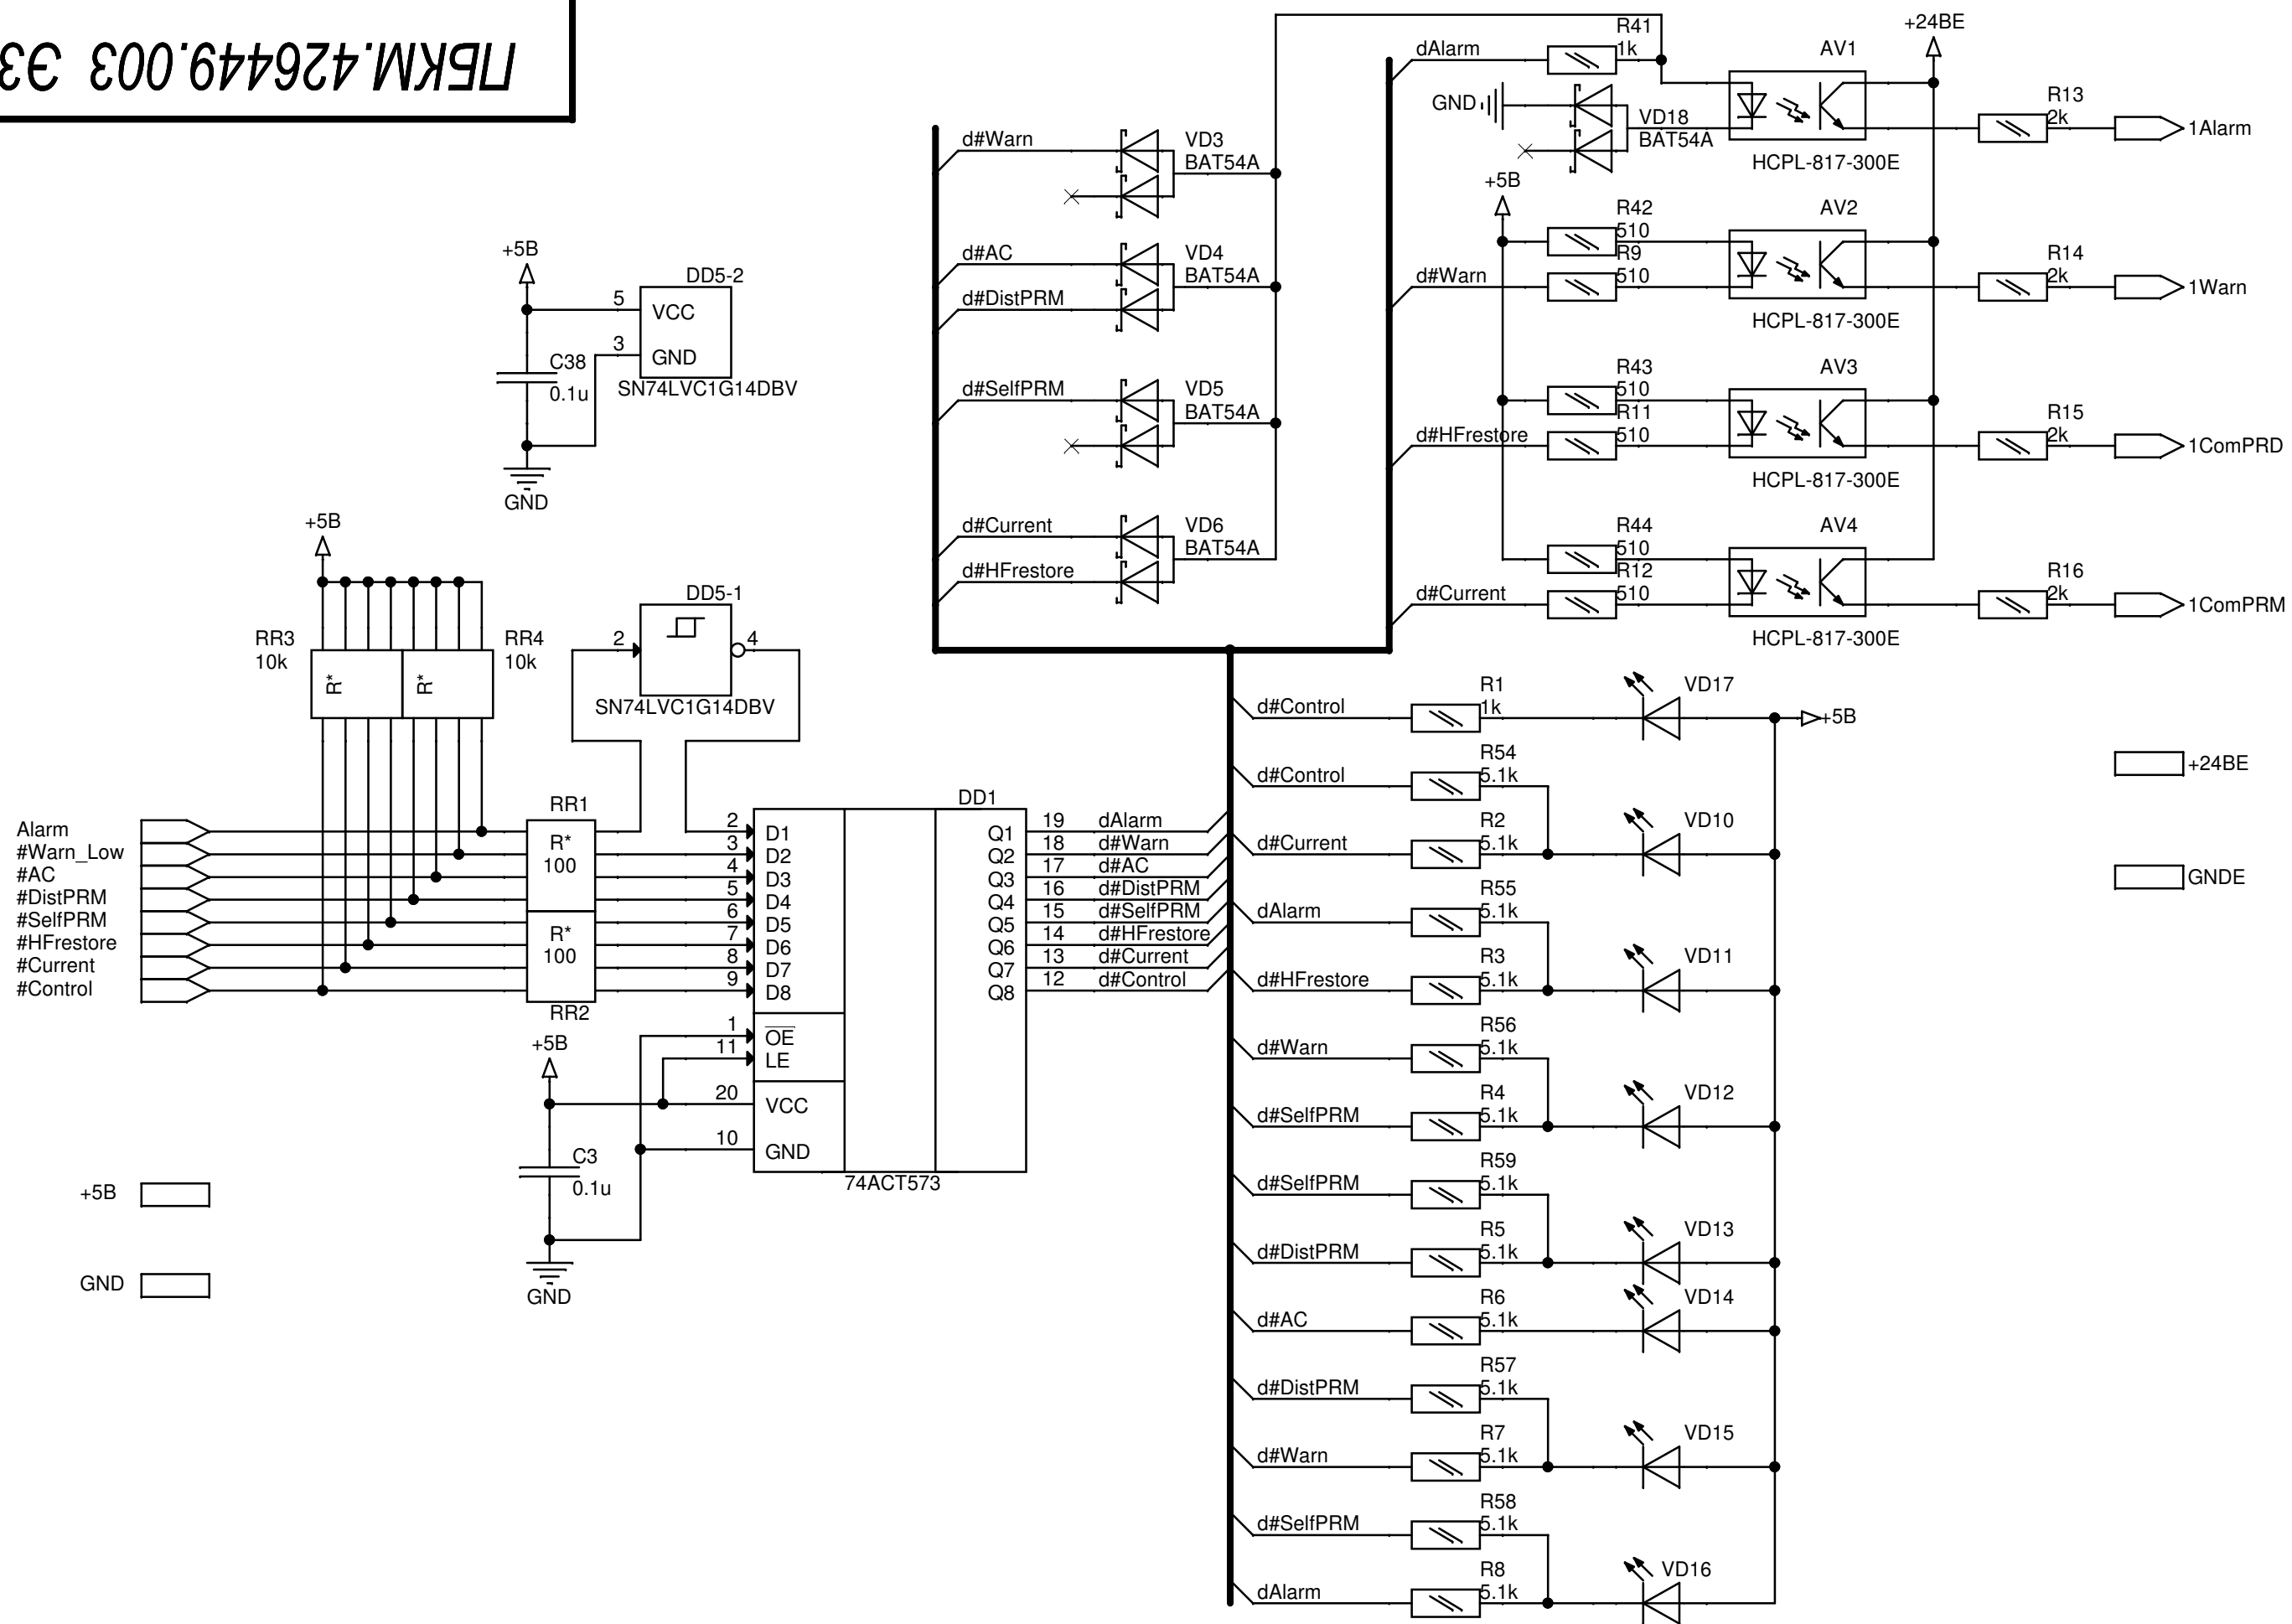 ПБКМ.426449.003 ЭЗ
+5B
DD5-2
5
VCC
3
GND
C38
0.1u
SN74LVC1G14DBV
GND
d#Warn
VD3
BAT54A
d#AC
VD4
BAT54A
d#DistPRM
d#SelfPRM
VD5
BAT54A
d#Current
VD6
BAT54A
d#HFrestore
dAlarm
R41
1k
AV1
+24BE
GND
VD18
BAT54A
HCPL-817-300E
R13
2k
1Alarm
+5B
R42
510
AV2
d#Warn
R9
510
HCPL-817-300E
R14
2k
1Warn
R43
510
AV3
d#HFrestore
R11
510
HCPL-817-300E
R15
2k
1ComPRD
R44
510
AV4
d#Current
R12
510
HCPL-817-300E
R16
2k
1ComPRM
+5B
RR3
10k
R*
R*
RR4
10k
DD5-1
2
4
SN74LVC1G14DBV
Alarm
#Warn_Low
#AC
#DistPRM
#SelfPRM
#HFrestore
#Current
#Control
RR1
R*
100
R*
100
RR2
DD1
2 D1 Q1 19 dAlarm
3 D2 Q2 18 d#Warn
4 D3 Q3 17 d#AC
5 D4 Q4 16 d#DistPRM
6 D5 Q5 15 d#SelfPRM
7 D6 Q6 14 d#HFrestore
8 D7 Q7 13 d#Current
9 D8 Q8 12 d#Control
1 OE
11 LE
20 VCC
10 GND
74ACT573
+5B
C3
0.1u
GND
+5B
GND
d#Control
R1
1k
VD17
+5B
d#Control
R54
5.1k
d#Current
R2
5.1k
VD10
dAlarm
R55
5.1k
d#HFrestore
R3
5.1k
VD11
d#Warn
R56
5.1k
d#SelfPRM
R4
5.1k
VD12
d#SelfPRM
R59
5.1k
d#DistPRM
R5
5.1k
VD13
d#AC
R6
5.1k
VD14
d#DistPRM
R57
5.1k
d#Warn
R7
5.1k
VD15
d#SelfPRM
R58
5.1k
dAlarm
R8
5.1k
VD16
+24BE
GNDE